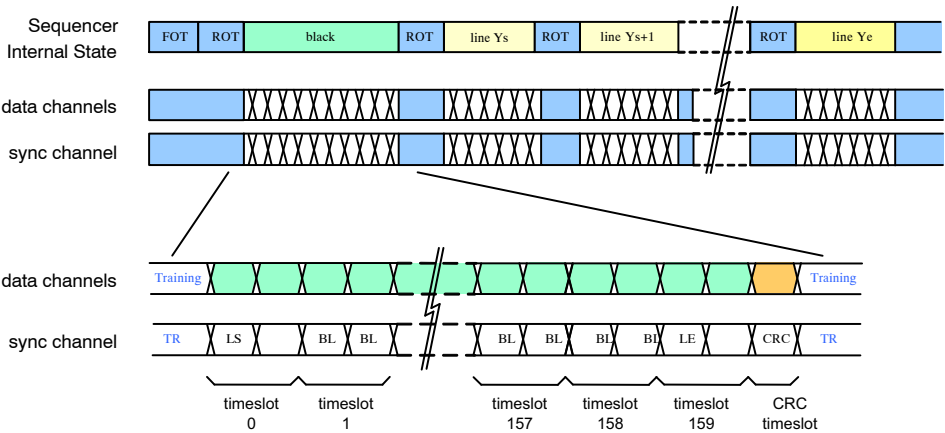 Sequencer
Internal State
FOT ROT black ROT line Ys ROT line Ys+1 ROT line Ye
data channels
sync channel
data channels
Training Training
sync channel
TR LS BL BL BL BL BL BL LE CRC TR
timeslot timeslot timeslot timeslot timeslot CRC
0 1 157 158 159 timeslot